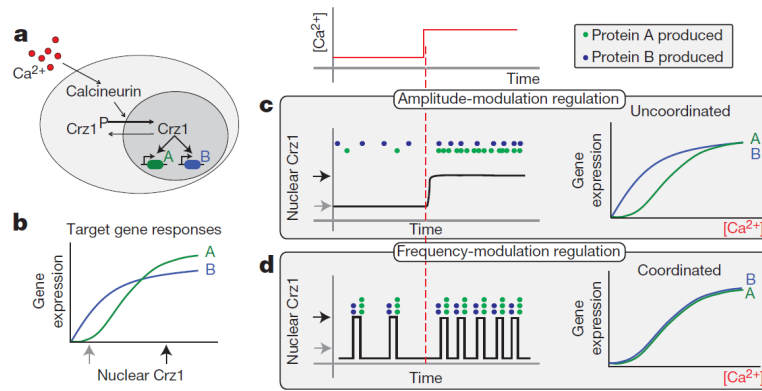 a
Ca2+
Calcineurin
Crz1
P
Crz1
A
B
b
Target gene responses
Gene
expression
A
B
Nuclear Crz1
[Ca2+]
Time
Protein A produced
Protein B produced
c
Amplitude-modulation regulation
Nuclear Crz1
Time
Uncoordinated
Gene
expression
A
B
[Ca2+]
d
Frequency-modulation regulation
Nuclear Crz1
Time
Coordinated
Gene
expression
B
A
[Ca2+]